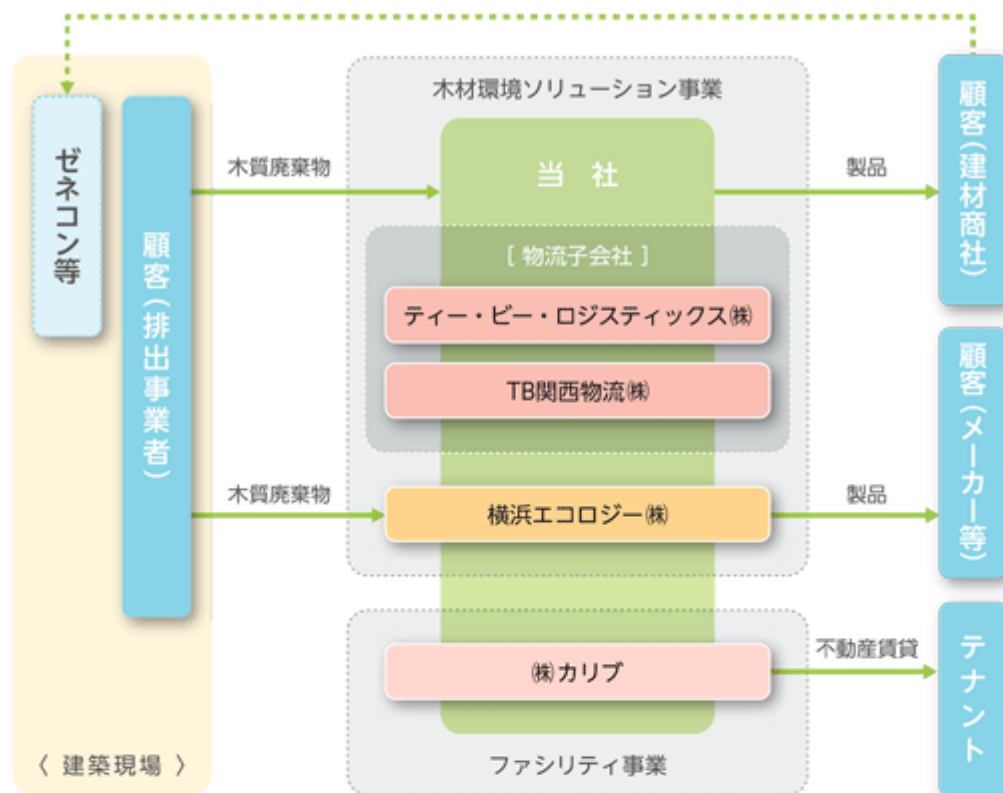 木材環境ソリューション事業
ゼネコン等
顧客(排出事業者)
木質廃棄物
当社
製品
顧客(建材商社)
[ 物流子会社 ]
ティー・ビー・ロジスティックス㈱
TB関西物流㈱
木質廃棄物
横浜エコロジー㈱
製品
顧客(メーカー等)
㈱カリブ
不動産賃貸
テナント
〈 建築現場 〉
ファシリティ事業